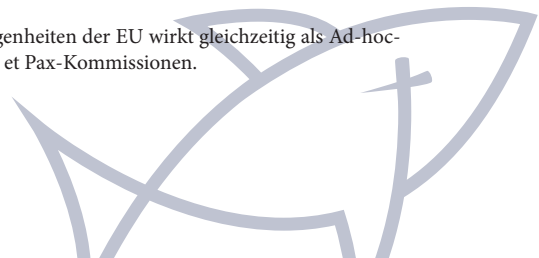 genheiten der EU wirkt gleichzeitig als Ad-hoc-
et Pax-Kommissionen.